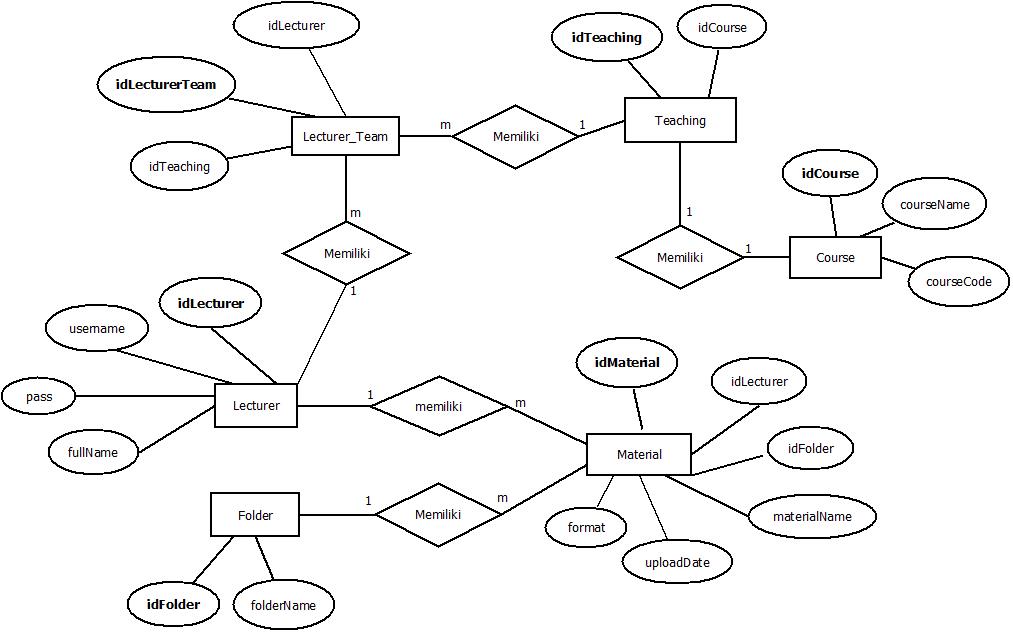 idLecturer
idTeaching
idCourse
idLecturerTeam
Lecturer_Team
m
Memiliki
1
Teaching
idTeaching
m
Memiliki
1
1
Memiliki
1
Course
idCourse
courseName
courseCode
idLecturer
username
pass
fullName
Lecturer
1
memiliki
m
idMaterial
idLecturer
idFolder
materialName
Material
format
uploadDate
Folder
1
Memiliki
m
idFolder
folderName